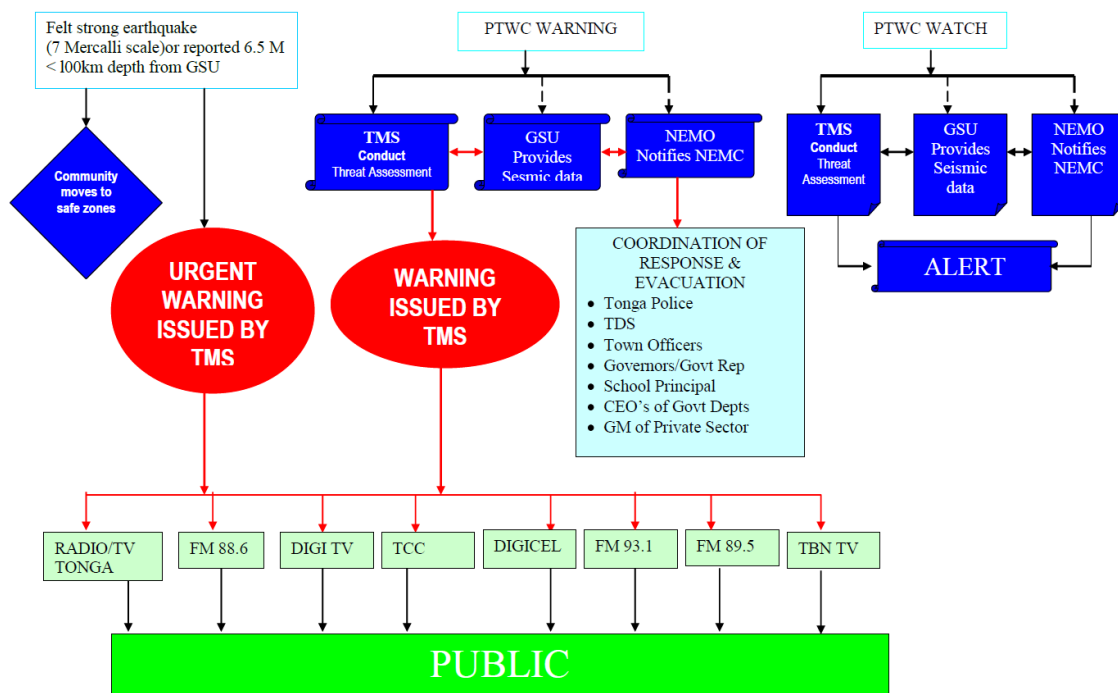 Felt strong earthquake
(7 Mercalli scale)or reported 6.5 M
< l00km depth from GSU
PTWC WARNING
PTWC WATCH
Community
moves to
safe zones
TMS
Conduct
Threat Assessment
GSU
Provides
Sesmic data
NEMO
Notifies NEMC
TMS
Conduct
Threat
Assessment
GSU
Provides
Seismic
data
NEMO
Notifies
NEMC
ALERT
URGENT
WARNING
ISSUED BY
TMS
WARNING
ISSUED BY
TMS
COORDINATION OF
RESPONSE &
EVACUATION
• Tonga Police
• TDS
• Town Officers
• Governors/Govt Rep
• School Principal
• CEO’s of Govt Depts
• GM of Private Sector
RADIO/TV
TONGA
FM 88.6
DIGI TV
TCC
DIGICEL
FM 93.1
FM 89.5
TBN TV
PUBLIC